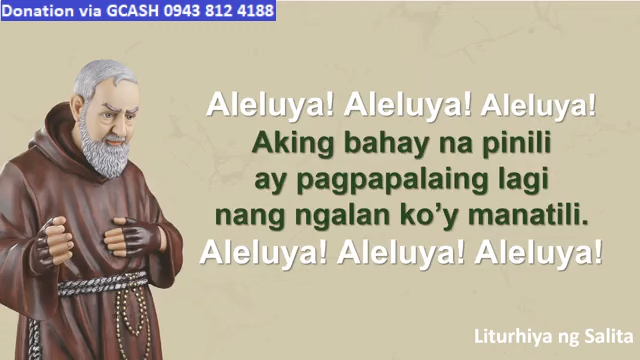 Donation via GCASH 0943 812 4188
Aleluya! Aleluya! Aleluya!
Aking bahay na pinili
ay pagpapalaing lagi
nang ngalan ko’y manatili.
Aleluya! Aleluya! Aleluya!
Liturhiya ng Salita